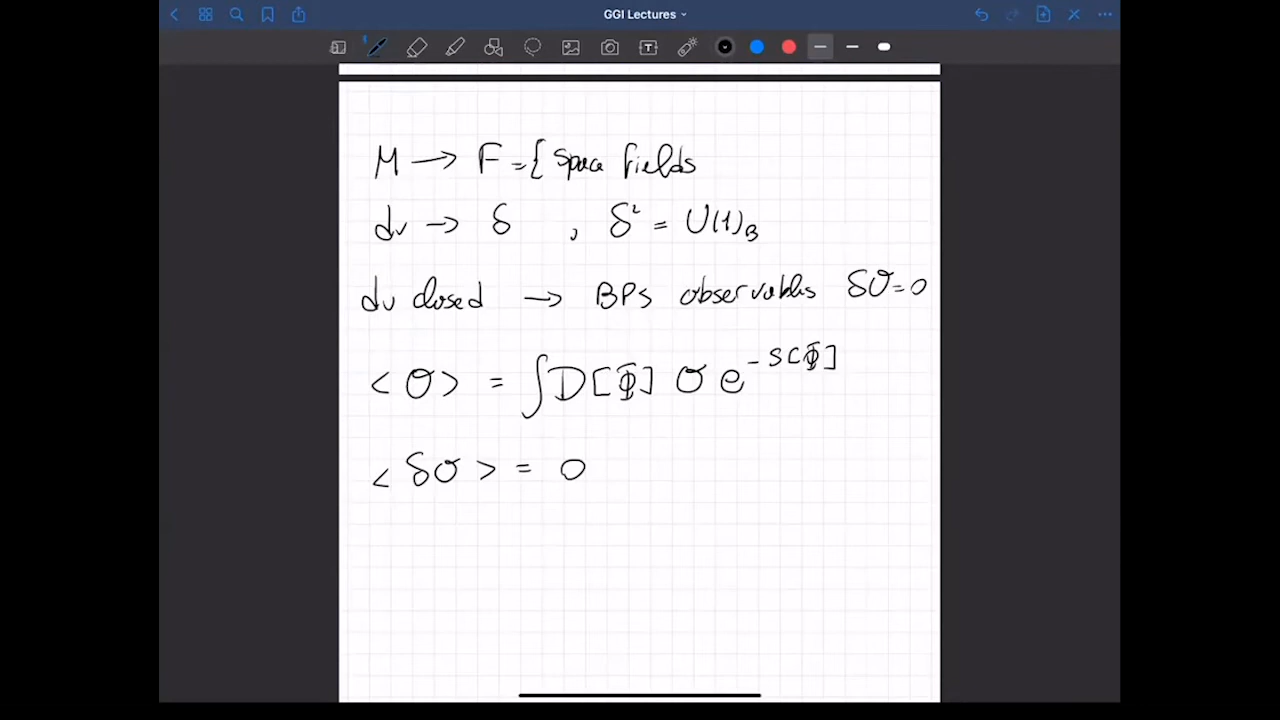 GGI Lectures
M → F = { Space fields
dv → δ , δ² = U(1)_B
dv closed → BPS observables δO = 0
<O> = ∫ D[Φ] O e^{-S[Φ]}
<δO> = 0